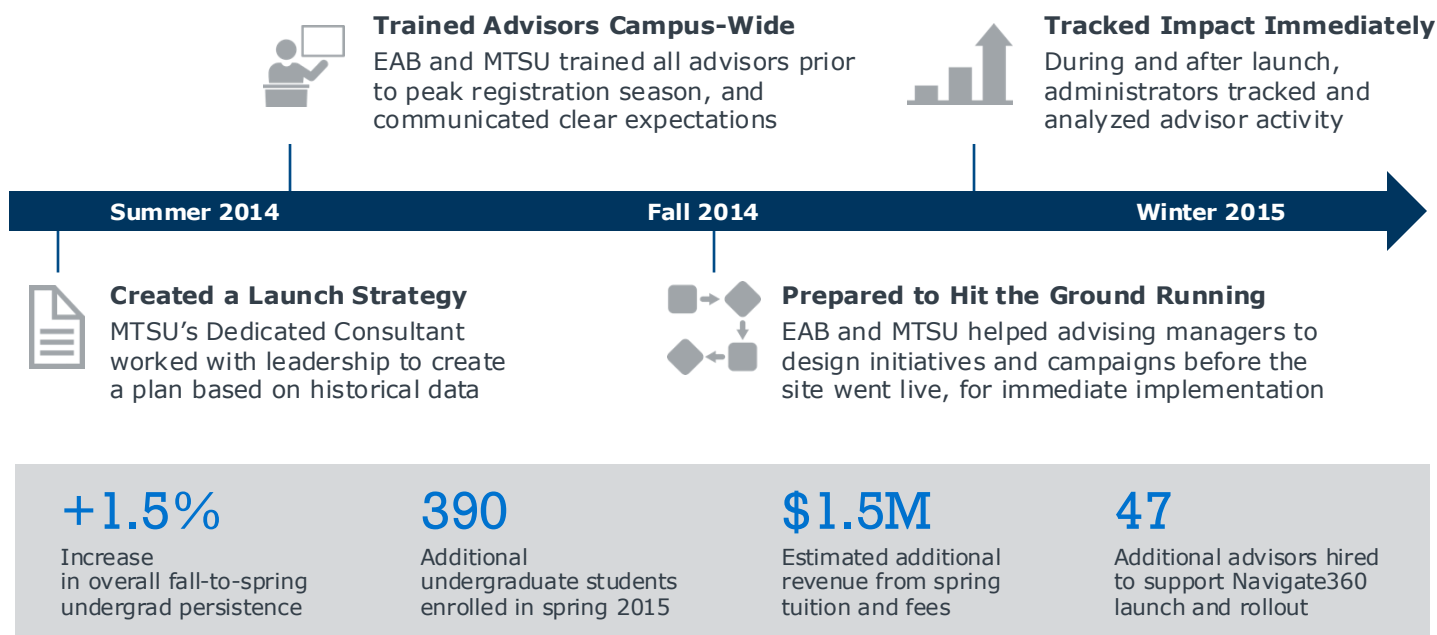 Trained Advisors Campus-Wide
EAB and MTSU trained all advisors prior
to peak registration season, and
communicated clear expectations
Tracked Impact Immediately
During and after launch,
administrators tracked and
analyzed advisor activity
Summer 2014
Fall 2014
Winter 2015
Created a Launch Strategy
MTSU’s Dedicated Consultant
worked with leadership to create
a plan based on historical data
Prepared to Hit the Ground Running
EAB and MTSU helped advising managers to
design initiatives and campaigns before the
site went live, for immediate implementation
+1.5%
Increase
in overall fall-to-spring
undergrad persistence
390
Additional
undergraduate students
enrolled in spring 2015
$1.5M
Estimated additional
revenue from spring
tuition and fees
47
Additional advisors hired
to support Navigate360
launch and rollout